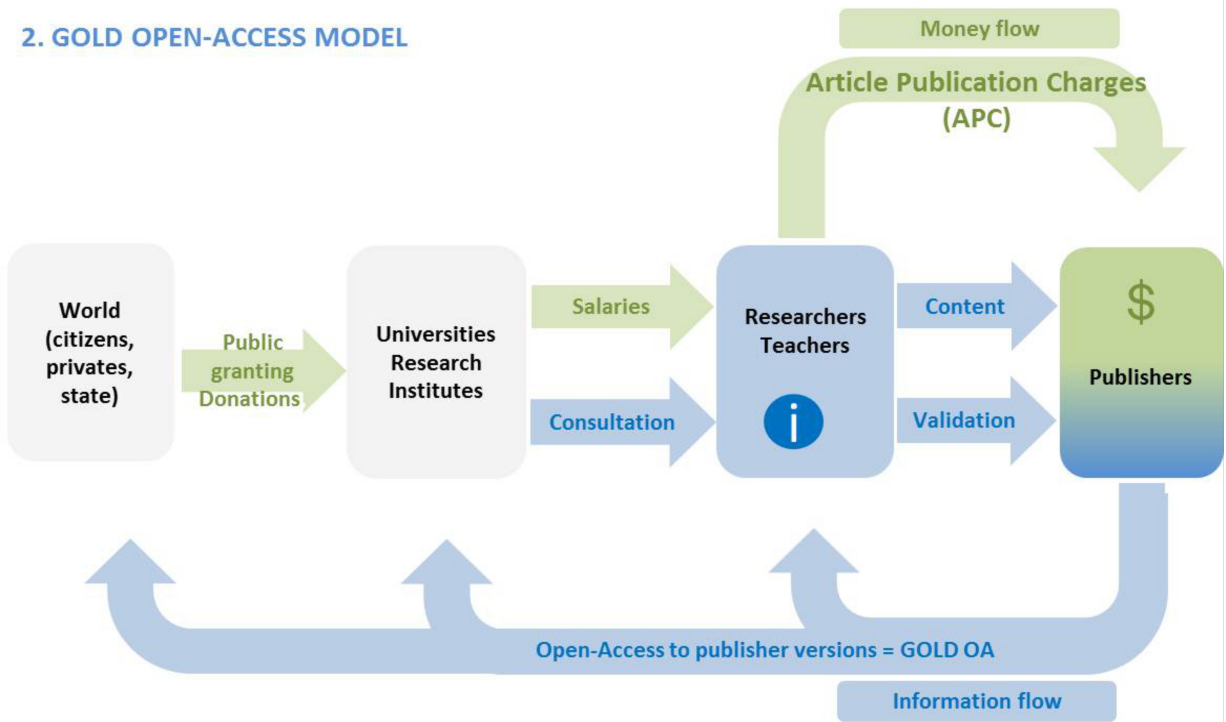 2. GOLD OPEN-ACCESS MODEL
Money flow
Article Publication Charges
(APC)
World
(citizens,
privates,
state)
Public
granting
Donations
Universities
Research
Institutes
Salaries
Consultation
Researchers
Teachers
i
Content
Validation
$
Publishers
Open-Access to publisher versions = GOLD OA
Information flow